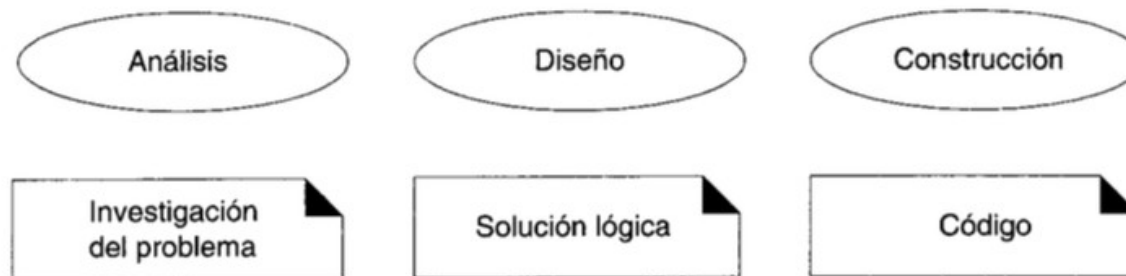 Análisis
Diseño
Construcción
Investigación
del problema
Solución lógica
Código